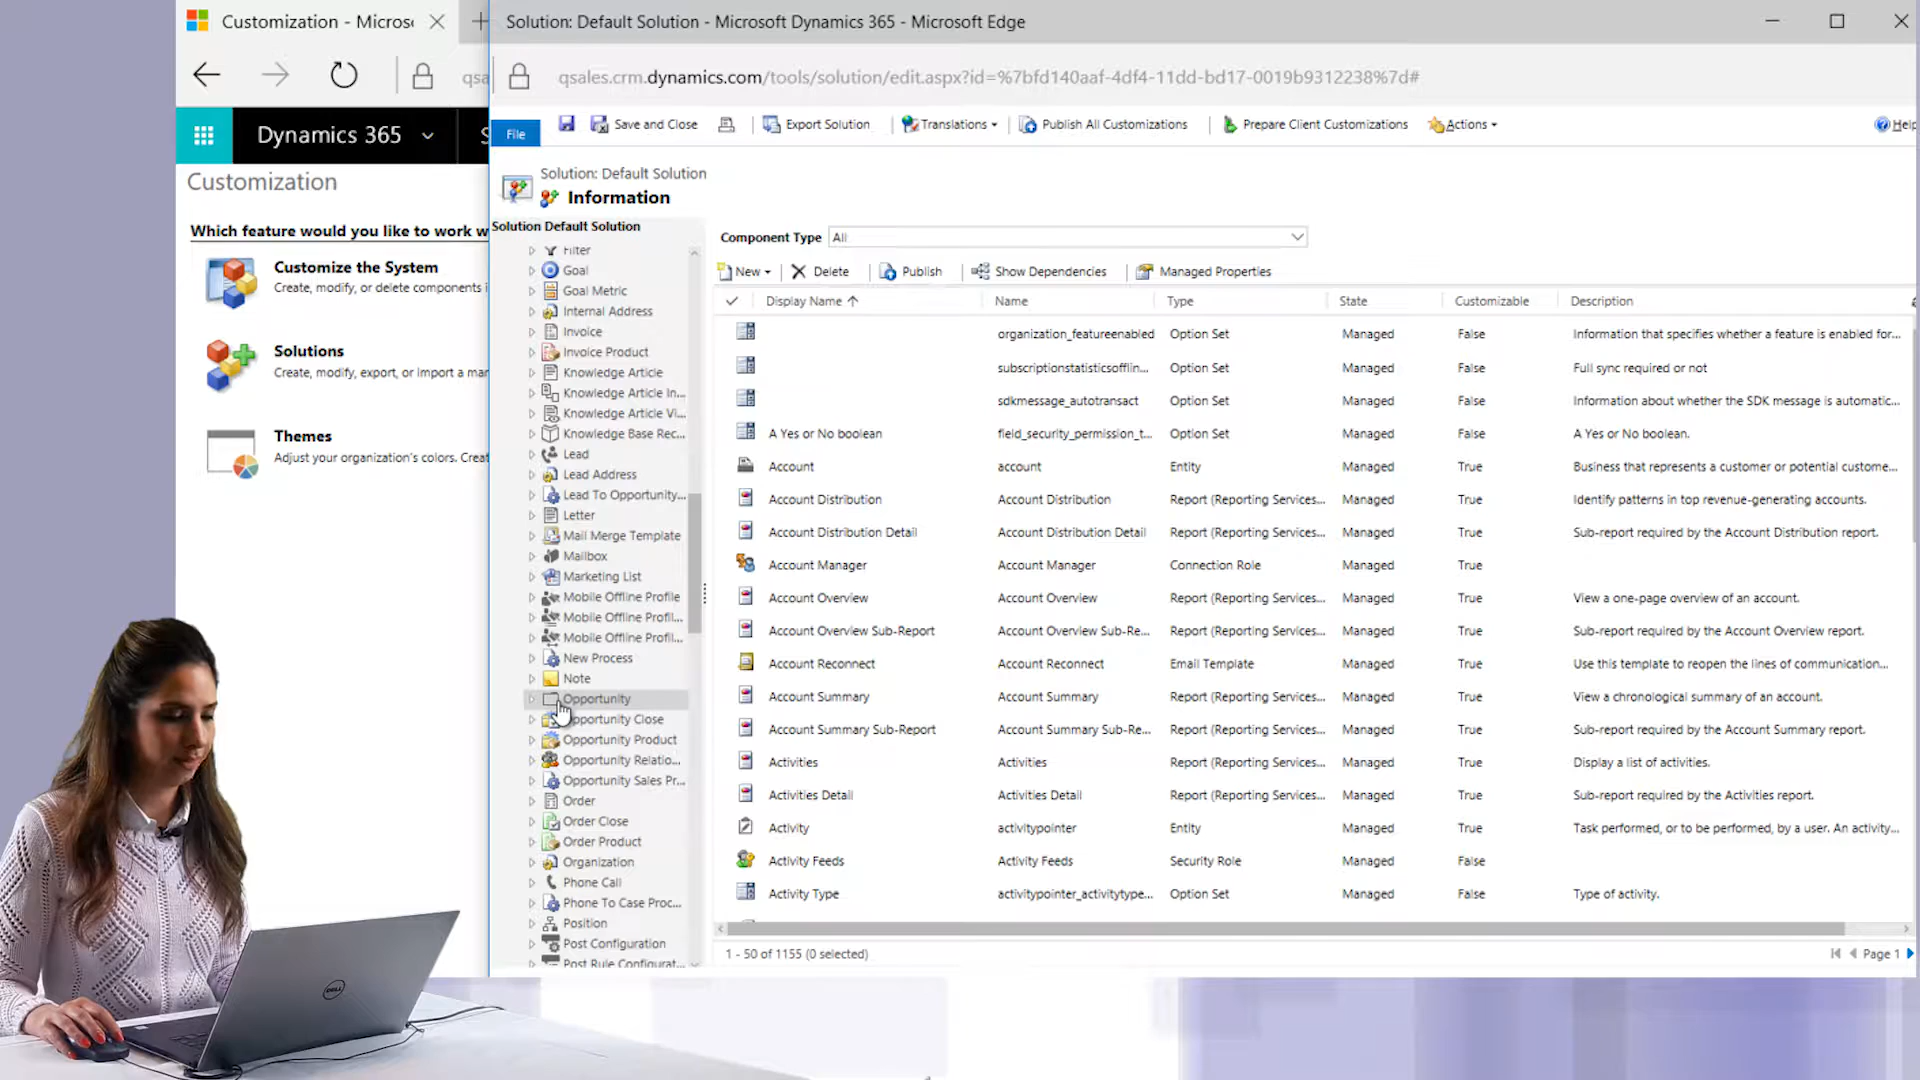 Customization - Micros
Solution: Default Solution - Microsoft Dynamics 365 - Microsoft Edge
qsa
qsales.crm.dynamics.com/tools/solution/edit.aspx?id=%7bfd140aaf-4df4-11dd-bd17-0019b9312238%7d#
Dynamics 365
S
File
Save and Close
Export Solution
Translations
Publish All Customizations
Prepare Client Customizations
Actions
Help
Customization
Which feature would you like to work w
Customize the System
Create, modify, or delete components i
Solutions
Create, modify, export, or import a mar
Themes
Adjust your organization's colors. Creat
Solution: Default Solution
Information
Solution Default Solution
Filter
Goal
Goal Metric
Internal Address
Invoice
Invoice Product
Knowledge Article
Knowledge Article In...
Knowledge Article Vi...
Knowledge Base Rec...
Lead
Lead Address
Lead To Opportunity...
Letter
Mail Merge Template
Mailbox
Marketing List
Mobile Offline Profile
Mobile Offline Profil...
Mobile Offline Profil...
New Process
Note
Opportunity
pportunity Close
Opportunity Product
Opportunity Relatio...
Opportunity Sales Pr...
Order
Order Close
Order Product
Organization
Phone Call
Phone To Case Proc...
Position
Post Configuration
Post Rule Configurat...
Component Type All
New Delete Publish Show Dependencies Managed Properties
Display Name Name Type State Customizable Description
organization_featureenabled Option Set Managed False Information that specifies whether a feature is enabled for...
subscriptionstatisticsofflin... Option Set Managed False Full sync required or not
sdkmessage_autotransact Option Set Managed False Information about whether the SDK message is automatic...
A Yes or No boolean field_security_permission_t... Option Set Managed False A Yes or No boolean.
Account account Entity Managed True Business that represents a customer or potential custome...
Account Distribution Account Distribution Report (Reporting Services... Managed True Identify patterns in top revenue-generating accounts.
Account Distribution Detail Account Distribution Detail Report (Reporting Services... Managed True Sub-report required by the Account Distribution report.
Account Manager Account Manager Connection Role Managed True
Account Overview Account Overview Report (Reporting Services... Managed True View a one-page overview of an account.
Account Overview Sub-Report Account Overview Sub-Re... Report (Reporting Services... Managed True Sub-report required by the Account Overview report.
Account Reconnect Account Reconnect Email Template Managed True Use this template to reopen the lines of communication...
Account Summary Account Summary Report (Reporting Services... Managed True View a chronological summary of an account.
Account Summary Sub-Report Account Summary Sub-Re... Report (Reporting Services... Managed True Sub-report required by the Account Summary report.
Activities Activities Report (Reporting Services... Managed True Display a list of activities.
Activities Detail Activities Detail Report (Reporting Services... Managed True Sub-report required by the Activities report.
Activity activitypointer Entity Managed True Task performed, or to be performed, by a user. An activity...
Activity Feeds Activity Feeds Security Role Managed False
Activity Type activitypointer_activitytype... Option Set Managed False Type of activity.
1 - 50 of 1155 (0 selected)
Page 1
DELL